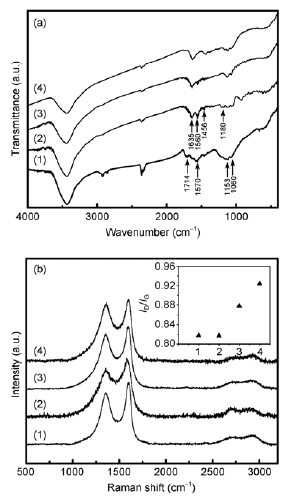 (a)
Transmittance (a.u.)
(4)
(3)
(2)
(1)
1635
1560
1456
1180
1714
1570
1153
1060
4000 3000 2000 1000
Wavenumber (cm⁻¹)
(b)
Intensity (a.u.)
(4)
(3)
(2)
(1)
I_D/I_G
0.96
0.92
0.88
0.84
0.80
1 2 3 4
500 1000 1500 2000 2500 3000
Raman shift (cm⁻¹)